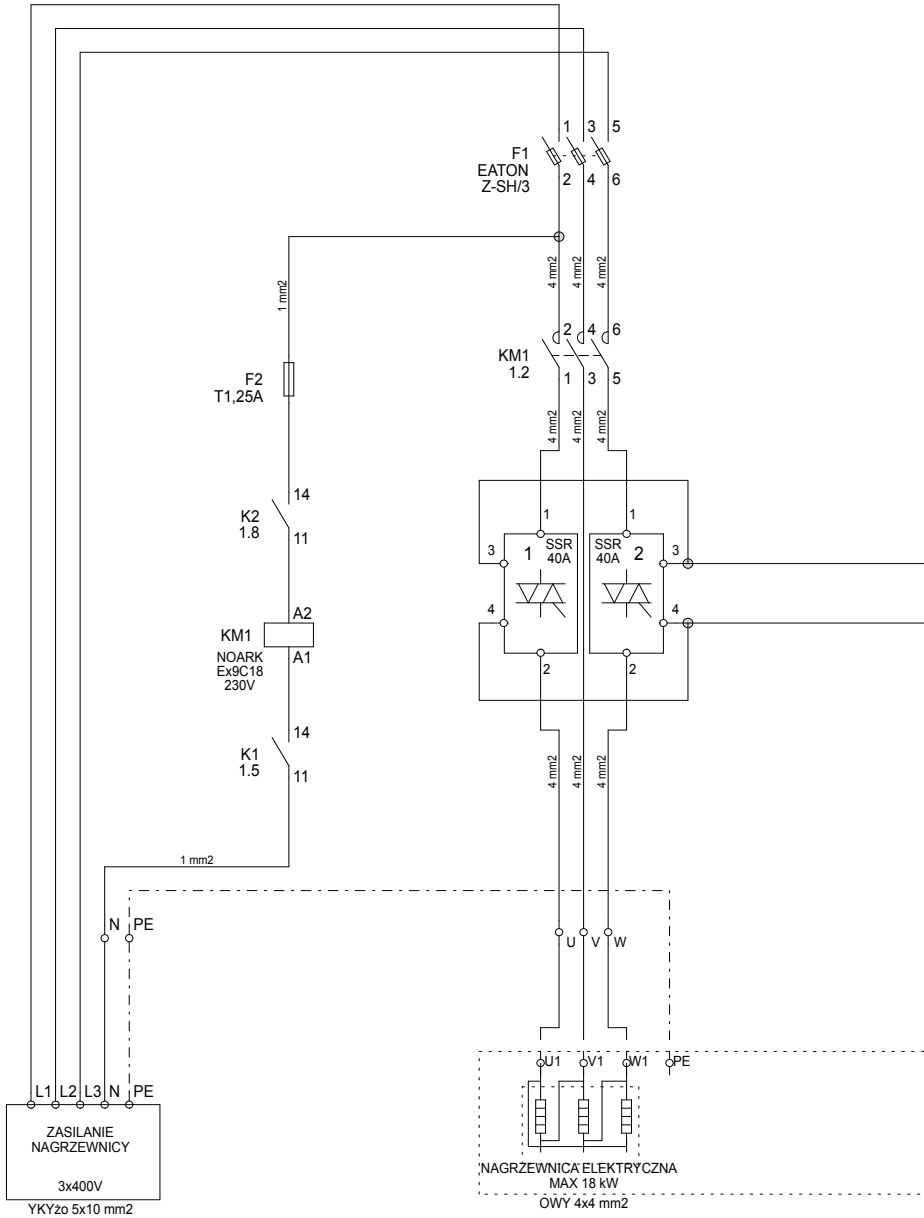 1 3 5
F1
EATON
Z-SH/3
2 4 6
4 mm2
4 mm2
4 mm2
1 mm2
2 4 6
KM1
1.2
1 3 5
F2
T1,25A
4 mm2
4 mm2
4 mm2
14
K2
1.8
11
1 1
SSR
40A
1
3
SSR
40A
2
3
4 4
A2
KM1
A1
NOARK
Ex9C18
230V
2 2
14
K1
1.5
11
4 mm2
4 mm2
4 mm2
1 mm2
N PE
U V W
U1 V1 W1 PE
L1 L2 L3 N PE
ZASILANIE
NAGRZEWNICY
3x400V
YKYżo 5x10 mm2
NAGRZEWNICA ELEKTRYCZNA
MAX 18 kW
OWY 4x4 mm2